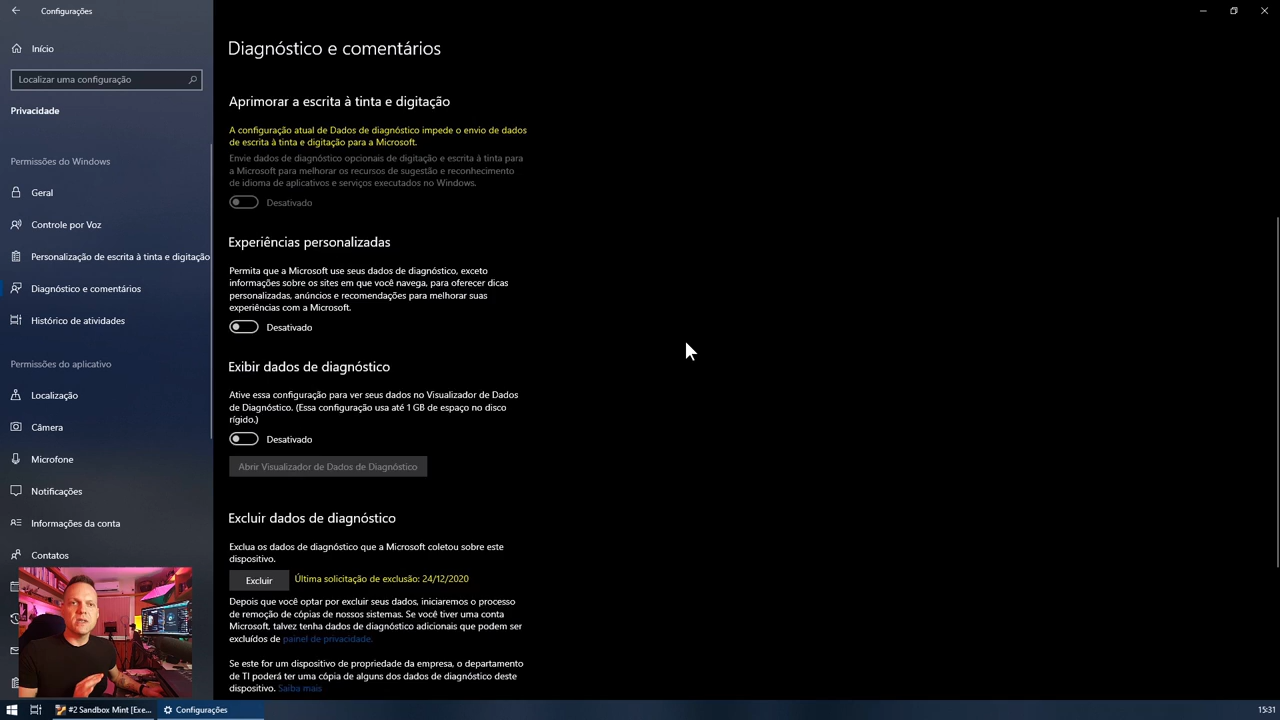 Configurações
Início
Localizar uma configuração
Privacidade
Permissões do Windows
Geral
Controle por Voz
Personalização de escrita à tinta e digitação
Diagnóstico e comentários
Histórico de atividades
Permissões do aplicativo
Localização
Câmera
Microfone
Notificações
Informações da conta
Contatos
Diagnóstico e comentários
Aprimorar a escrita à tinta e digitação
A configuração atual de Dados de diagnóstico impede o envio de dados
de escrita à tinta e digitação para a Microsoft.
Envie dados de diagnóstico opcionais de digitação e escrita à tinta para
a Microsoft para melhorar os recursos de sugestão e reconhecimento
de idioma de aplicativos e serviços executados no Windows.
Desativado
Experiências personalizadas
Permita que a Microsoft use seus dados de diagnóstico, exceto
informações sobre os sites em que você navega, para oferecer dicas
personalizadas, anúncios e recomendações para melhorar suas
experiências com a Microsoft.
Desativado
Exibir dados de diagnóstico
Ative essa configuração para ver seus dados no Visualizador de Dados
de Diagnóstico. (Essa configuração usa até 1 GB de espaço no disco
rígido.)
Desativado
Abrir Visualizador de Dados de Diagnóstico
Excluir dados de diagnóstico
Exclua os dados de diagnóstico que a Microsoft coletou sobre este
dispositivo.
Excluir Última solicitação de exclusão: 24/12/2020
Depois que você optar por excluir seus dados, iniciaremos o processo
de remoção de cópias de nossos sistemas. Se você tiver uma conta
Microsoft, talvez tenha dados de diagnóstico adicionais que podem ser
excluídos de painel de privacidade.
Se este for um dispositivo de propriedade da empresa, o departamento
de TI poderá ter uma cópia de alguns dos dados de diagnóstico deste
dispositivo. Saiba mais
#2 Sandbox Mint [Exe...
Configurações
15:31